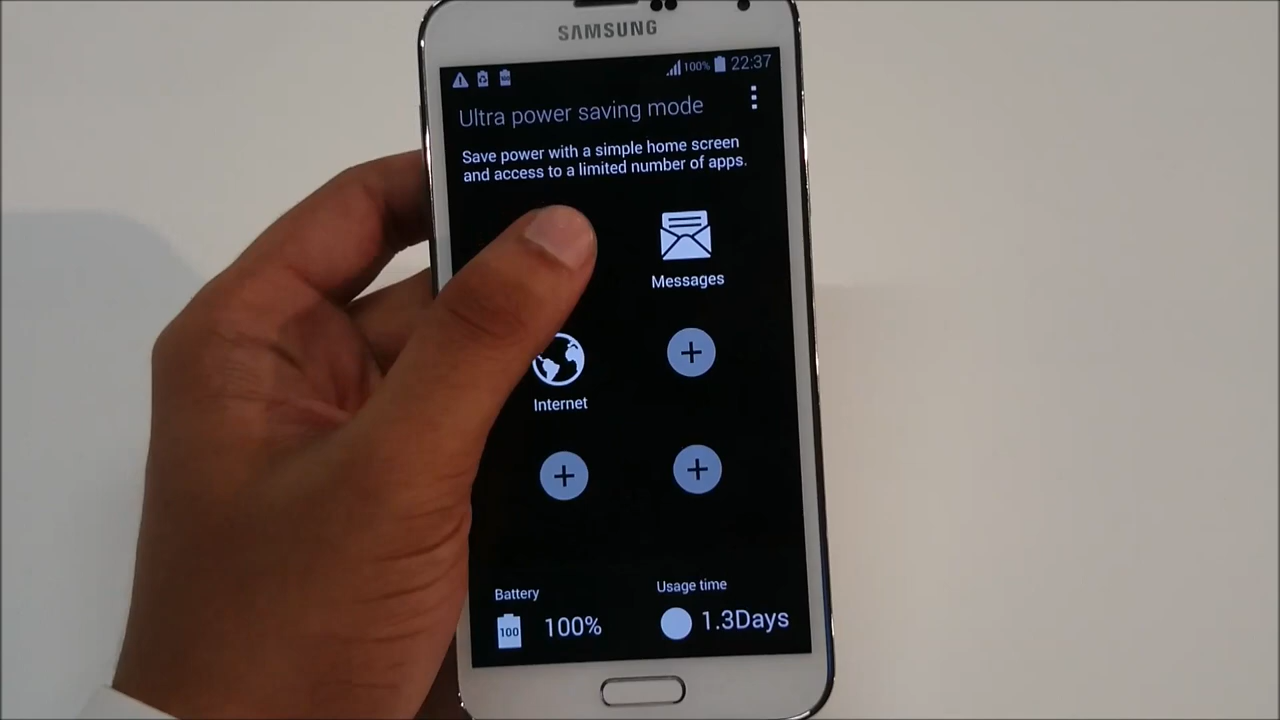 SAMSUNG
100% 22:37
Ultra power saving mode
Save power with a simple home screen
and access to a limited number of apps.
Messages
Internet
Battery
Usage time
100
100%
1.3Days